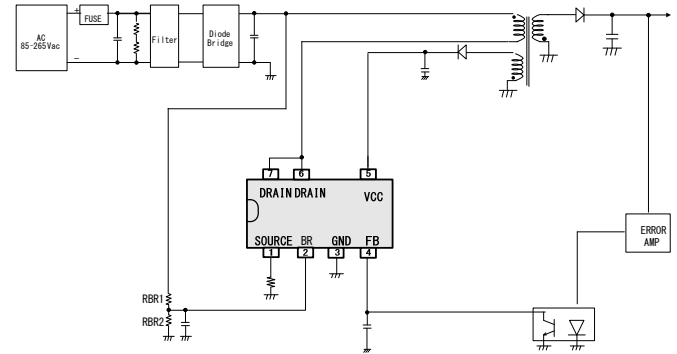 AC
85-265Vac
+
-
FUSE
Filter
Diode
Bridge
7
6
5
DRAIN DRAIN
VCC
SOURCE BR GND FB
1
2
3
4
RBR1
RBR2
ERROR
AMP